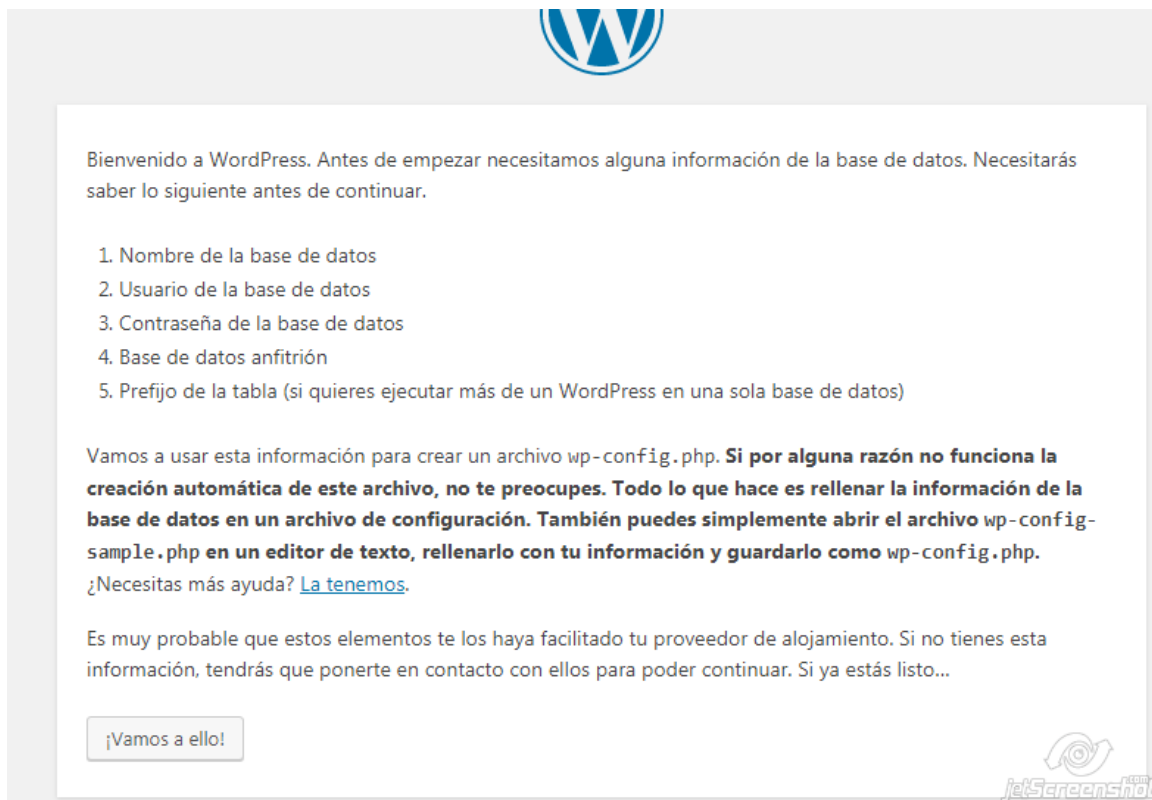 Bienvenido a WordPress. Antes de empezar necesitamos alguna información de la base de datos. Necesitarás
saber lo siguiente antes de continuar.
1. Nombre de la base de datos
2. Usuario de la base de datos
3. Contraseña de la base de datos
4. Base de datos anfitrión
5. Prefijo de la tabla (si quieres ejecutar más de un WordPress en una sola base de datos)
Vamos a usar esta información para crear un archivo wp-config.php. Si por alguna razón no funciona la
creación automática de este archivo, no te preocupes. Todo lo que hace es rellenar la información de la
base de datos en un archivo de configuración. También puedes simplemente abrir el archivo wp-config-
sample.php en un editor de texto, rellenarlo con tu información y guardarlo como wp-config.php.
¿Necesitas más ayuda? La tenemos.
Es muy probable que estos elementos te los haya facilitado tu proveedor de alojamiento. Si no tienes esta
información, tendrás que ponerte en contacto con ellos para poder continuar. Si ya estás listo...
¡Vamos a ello!
.com
jetScreenshot